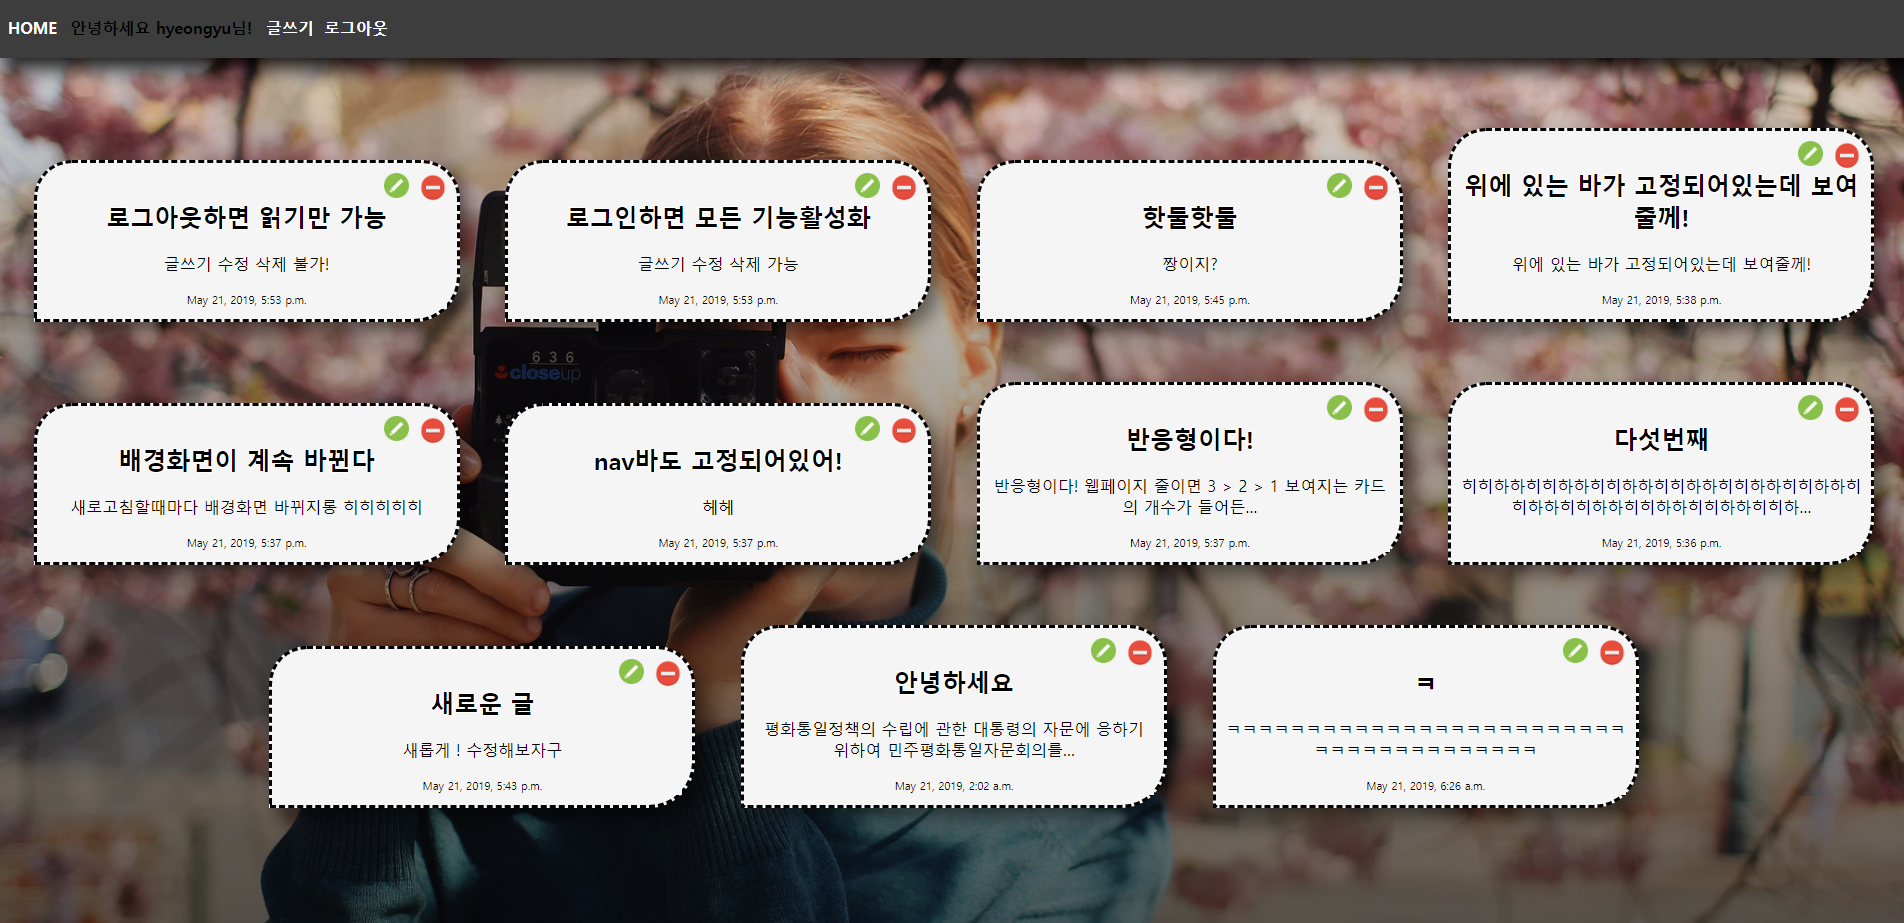 HOME 안녕하세요 hyeongyu님! 글쓰기 로그아웃
로그아웃하면 읽기만 가능
글쓰기 수정 삭제 불가!
May 21, 2019, 5:53 p.m.
로그인하면 모든 기능활성화
글쓰기 수정 삭제 가능
May 21, 2019, 5:53 p.m.
핫둘핫둘
짱이지?
May 21, 2019, 5:45 p.m.
위에 있는 바가 고정되어있는데 보여
줄께!
위에 있는 바가 고정되어있는데 보여줄께!
May 21, 2019, 5:38 p.m.
636
closeup
배경화면이 계속 바뀐다
새로고침할때마다 배경화면 바뀌지롱 히히히히히
May 21, 2019, 5:37 p.m.
nav바도 고정되어있어!
헤헤
May 21, 2019, 5:37 p.m.
반응형이다!
반응형이다! 웹페이지 줄이면 3 > 2 > 1 보여지는 카드
의 개수가 들어든...
May 21, 2019, 5:37 p.m.
다섯번째
히히하하히히하하히히하하히히하하히히하하히히하하히
히하하히히하하히히하하히히하하히히하...
May 21, 2019, 5:36 p.m.
새로운 글
새롭게 ! 수정해보자구
May 21, 2019, 5:43 p.m.
안녕하세요
평화통일정책의 수립에 관한 대통령의 자문에 응하기
위하여 민주평화통일자문회의를...
May 21, 2019, 2:02 a.m.
ㅋ
ㅋㅋㅋㅋㅋㅋㅋㅋㅋㅋㅋㅋㅋㅋㅋㅋㅋㅋㅋㅋㅋㅋㅋㅋㅋ
ㅋㅋㅋㅋㅋㅋㅋㅋㅋㅋㅋㅋㅋㅋ
May 21, 2019, 6:26 a.m.